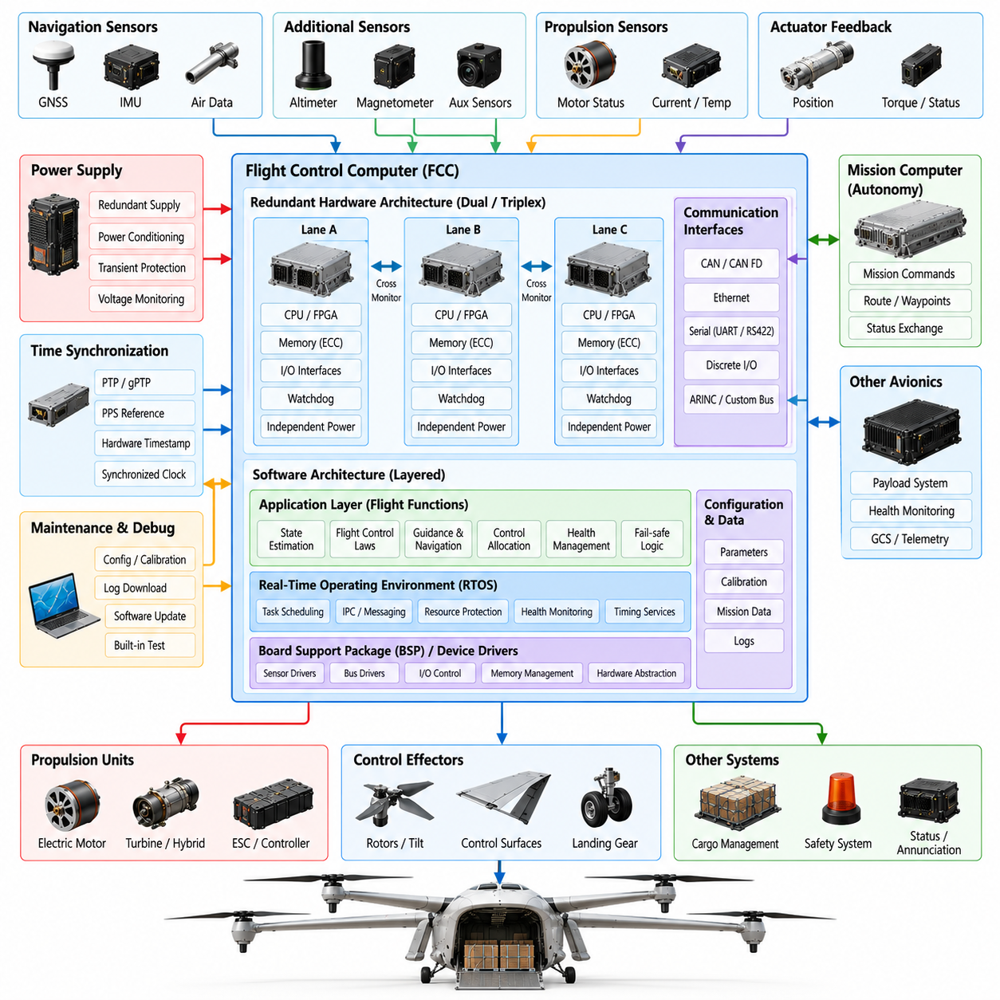 Navigation Sensors
GNSS
IMU
Air Data
Additional Sensors
Altimeter
Magnetometer
Aux Sensors
Propulsion Sensors
Motor Status
Current / Temp
Actuator Feedback
Position
Torque / Status
Power Supply
Redundant Supply
Power Conditioning
Transient Protection
Voltage Monitoring
Time Synchronization
PTP / gPTP
PPS Reference
Hardware Timestamp
Synchronized Clock
Maintenance & Debug
Config / Calibration
Log Download
Software Update
Built-in Test
Flight Control Computer (FCC)
Redundant Hardware Architecture (Dual / Triplex)
Lane A
CPU / FPGA
Memory (ECC)
I/O Interfaces
Watchdog
Independent Power
Cross
Monitor
Lane B
CPU / FPGA
Memory (ECC)
I/O Interfaces
Watchdog
Independent Power
Cross
Monitor
Lane C
CPU / FPGA
Memory (ECC)
I/O Interfaces
Watchdog
Independent Power
Communication
Interfaces
CAN / CAN FD
Ethernet
Serial (UART / RS422)
Discrete I/O
ARINC / Custom Bus
Software Architecture (Layered)
Application Layer (Flight Functions)
State
Estimation
Flight Control
Laws
Guidance &
Navigation
Control
Allocation
Health
Management
Fail-safe
Logic
Real-Time Operating Environment (RTOS)
Task Scheduling
IPC / Messaging
Resource Protection
Health Monitoring
Timing Services
Board Support Package (BSP) / Device Drivers
Sensor Drivers
Bus Drivers
I/O Control
Memory Management
Hardware Abstraction
Configuration
& Data
Parameters
Calibration
Mission Data
Logs
Mission Computer
(Autonomy)
Mission Commands
Route / Waypoints
Status Exchange
Other Avionics
Payload System
Health Monitoring
GCS / Telemetry
Propulsion Units
Electric Motor
Turbine / Hybrid
ESC / Controller
Control Effectors
Rotors / Tilt
Control Surfaces
Landing Gear
Other Systems
Cargo Management
Safety System
Status /
Annunciation